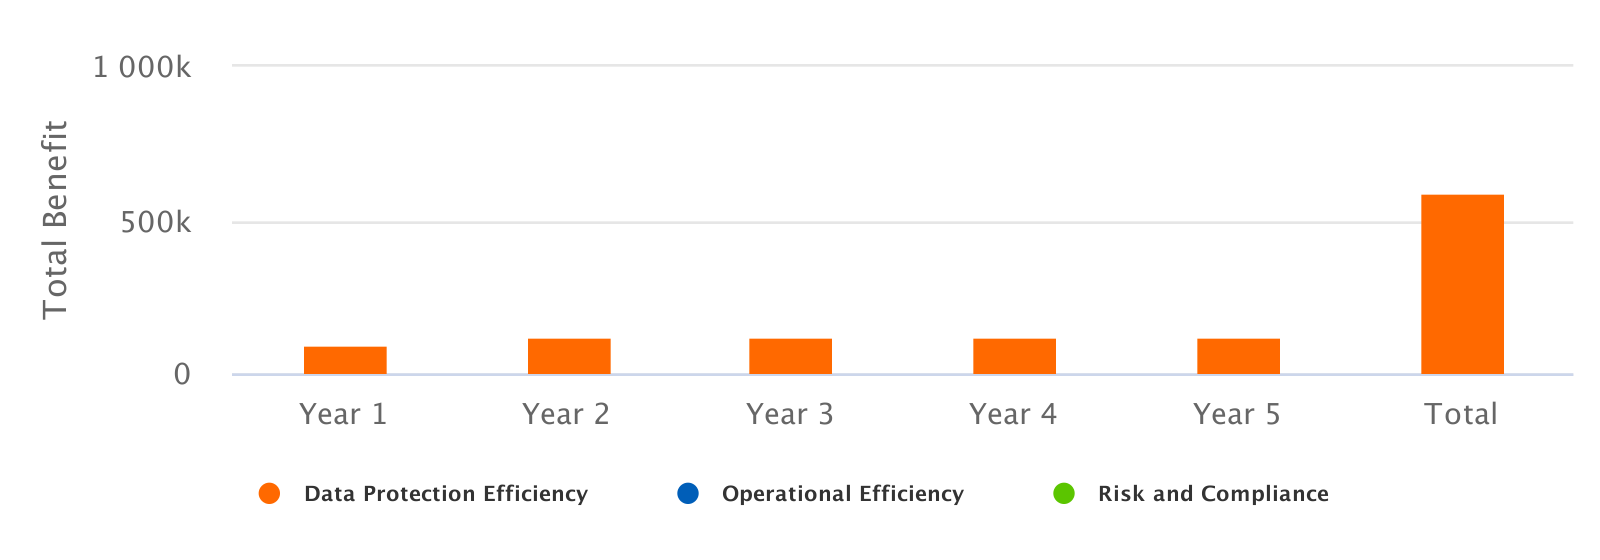 Total Benefit
1 000k
500k
0
Year 1
Year 2
Year 3
Year 4
Year 5
Total
Data Protection Efficiency
Operational Efficiency
Risk and Compliance